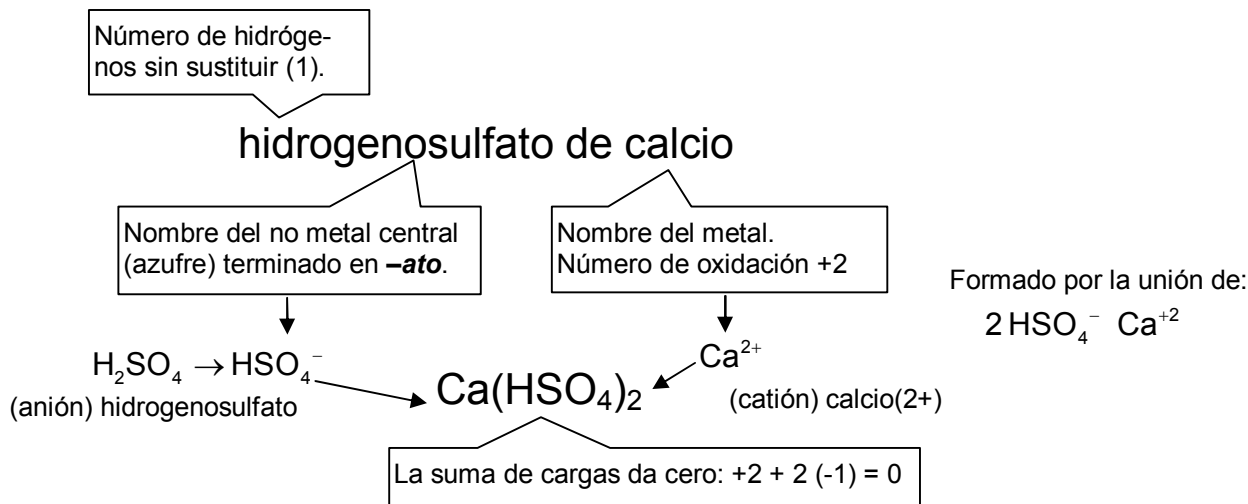 Número de hidróge-
nos sin sustituir (1).
hidrogenosulfato de calcio
Nombre del no metal central
(azufre) terminado en –ato.
Nombre del metal.
Número de oxidación +2
Formado por la unión de:
2 HSO₄⁻ Ca⁺²
H₂SO₄ → HSO₄⁻
(anión) hidrogenosulfato
Ca(HSO₄)₂
Ca²⁺
(catión) calcio(2+)
La suma de cargas da cero: +2 + 2 (-1) = 0